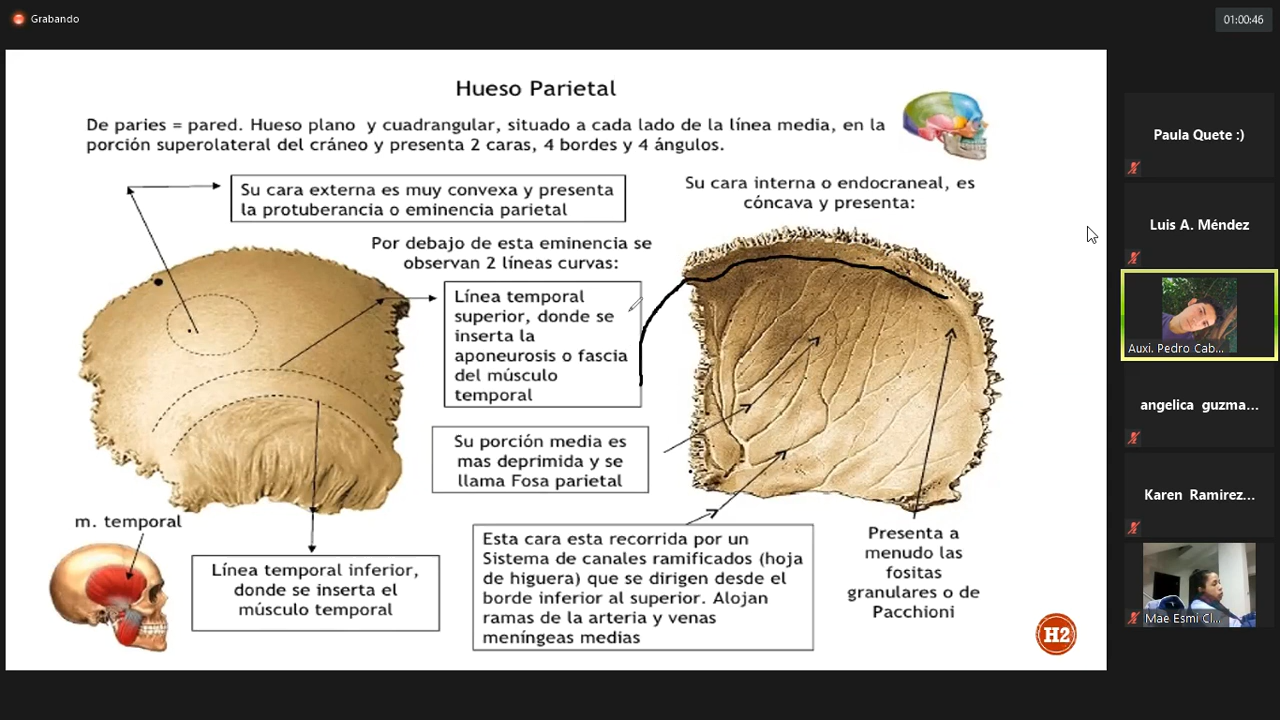 Grabando
01:00:46
Hueso Parietal
De paries = pared. Hueso plano y cuadrangular, situado a cada lado de la línea media, en la
porción superolateral del cráneo y presenta 2 caras, 4 bordes y 4 ángulos.
Su cara externa es muy convexa y presenta
la protuberancia o eminencia parietal
Por debajo de esta eminencia se
observan 2 líneas curvas:
Línea temporal
superior, donde se
inserta la
aponeurosis o fascia
del músculo
temporal
Su porción media es
mas deprimida y se
llama Fosa parietal
m. temporal
Línea temporal inferior,
donde se inserta el
músculo temporal
Su cara interna o endocraneal, es
cóncava y presenta:
Esta cara esta recorrida por un
Sistema de canales ramificados (hoja
de higuera) que se dirigen desde el
borde inferior al superior. Alojan
ramas de la arteria y venas
meníngeas medias
Presenta a
menudo las
fositas
granulares o de
Pacchioni
H2
Paula Quete :)
Luis A. Méndez
Auxi. Pedro Cab...
angelica guzma...
Karen Ramirez...
Mae Esmi Cl...